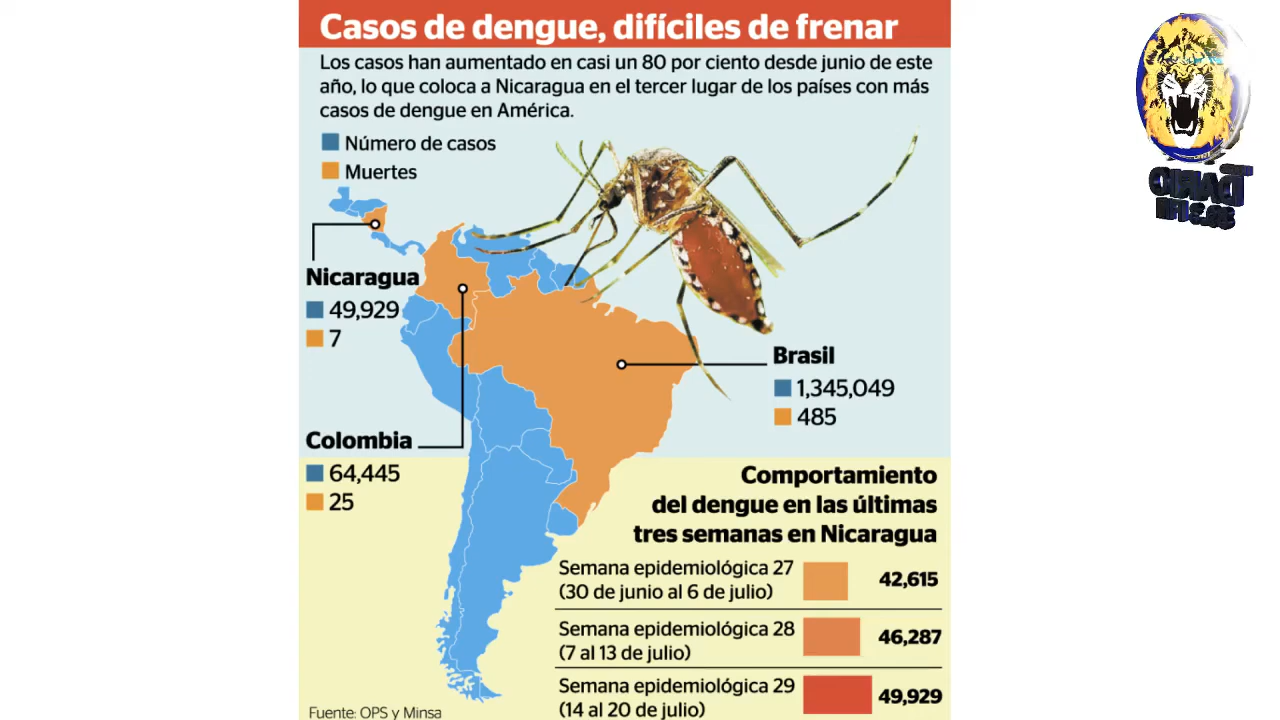 Casos de dengue, difíciles de frenar
Los casos han aumentado en casi un 80 por ciento desde junio de este
año, lo que coloca a Nicaragua en el tercer lugar de los países con más
casos de dengue en América.
Número de casos
Muertes
Nicaragua
49,929
7
Brasil
1,345,049
485
Colombia
64,445
25
Comportamiento
del dengue en las últimas
tres semanas en Nicaragua
Semana epidemiológica 27
(30 de junio al 6 de julio)
42,615
Semana epidemiológica 28
(7 al 13 de julio)
46,287
Semana epidemiológica 29
(14 al 20 de julio)
49,929
Fuente: OPS y Minsa